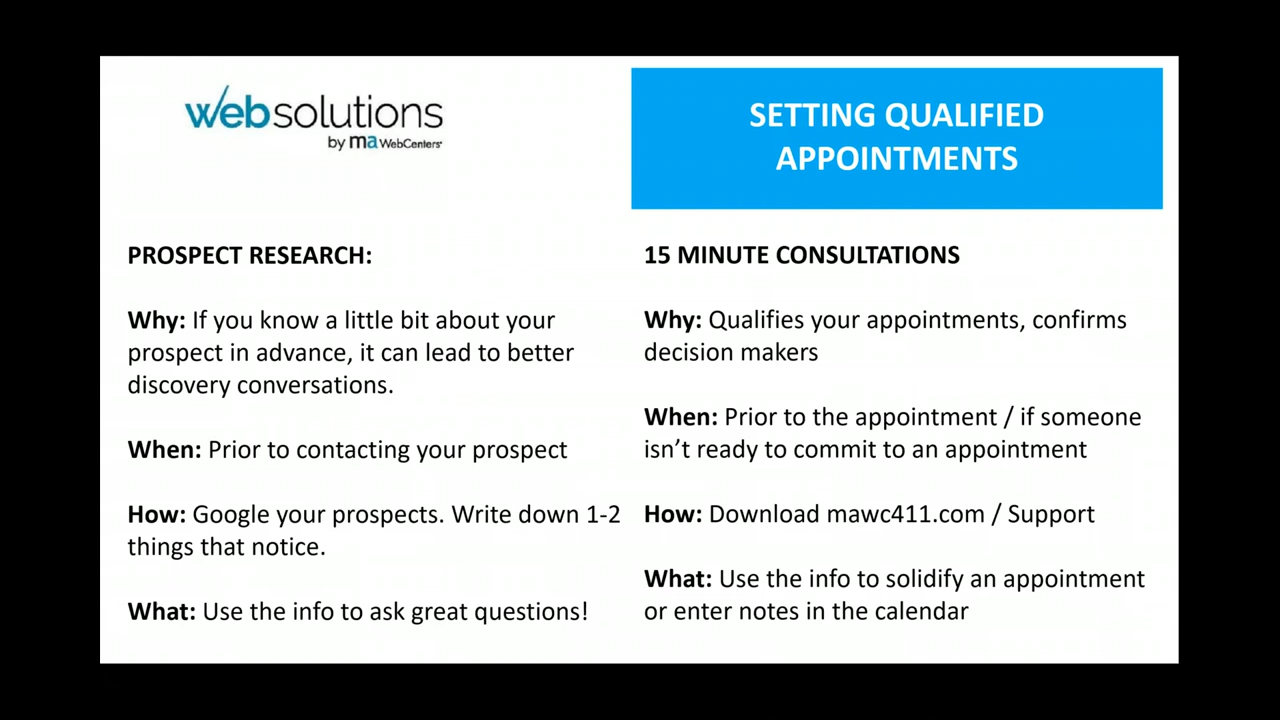 websolutions
by ma WebCenters
SETTING QUALIFIED
APPOINTMENTS
PROSPECT RESEARCH:
Why: If you know a little bit about your
prospect in advance, it can lead to better
discovery conversations.
When: Prior to contacting your prospect
How: Google your prospects. Write down 1-2
things that notice.
What: Use the info to ask great questions!
15 MINUTE CONSULTATIONS
Why: Qualifies your appointments, confirms
decision makers
When: Prior to the appointment / if someone
isn’t ready to commit to an appointment
How: Download mawc411.com / Support
What: Use the info to solidify an appointment
or enter notes in the calendar